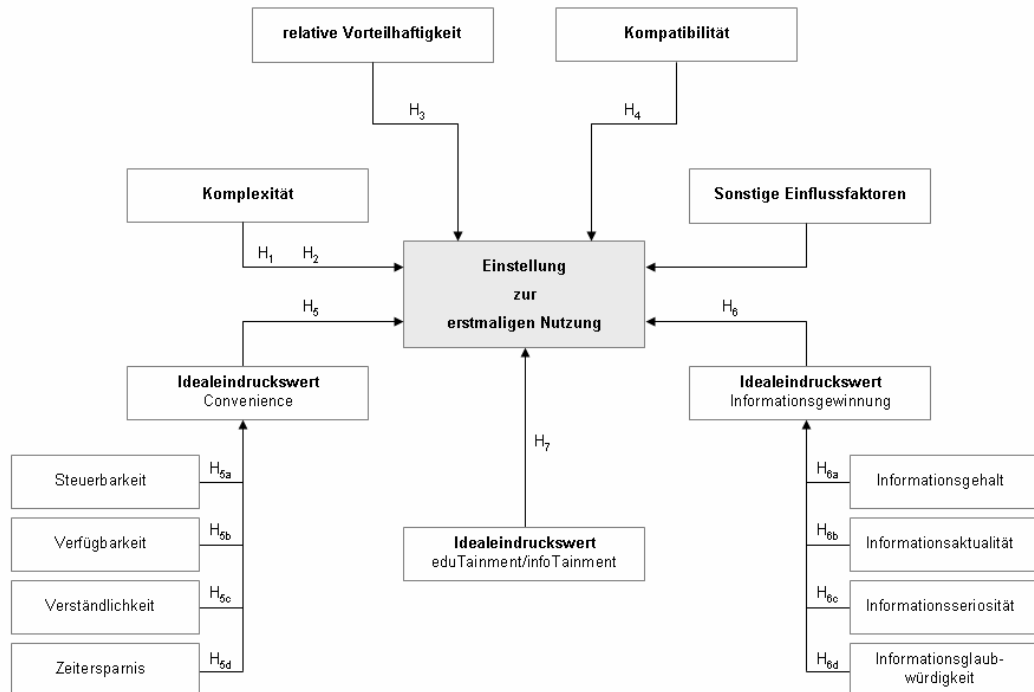 relative Vorteilhaftigkeit
Kompatibilität
H3
H4
Komplexität
Sonstige Einflussfaktoren
H1
H2
Einstellung
zur
erstmaligen Nutzung
H5
H6
Idealeindruckswert
Convenience
Idealeindruckswert
Informationsgewinnung
H7
Steuerbarkeit
H5a
Verfügbarkeit
H5b
Verständlichkeit
H5c
Zeitersparnis
H5d
Idealeindruckswert
eduTainment/infoTainment
H6a
Informationsgehalt
H6b
Informationsaktualität
H6c
Informationsseriosität
H6d
Informationsglaub-
würdigkeit